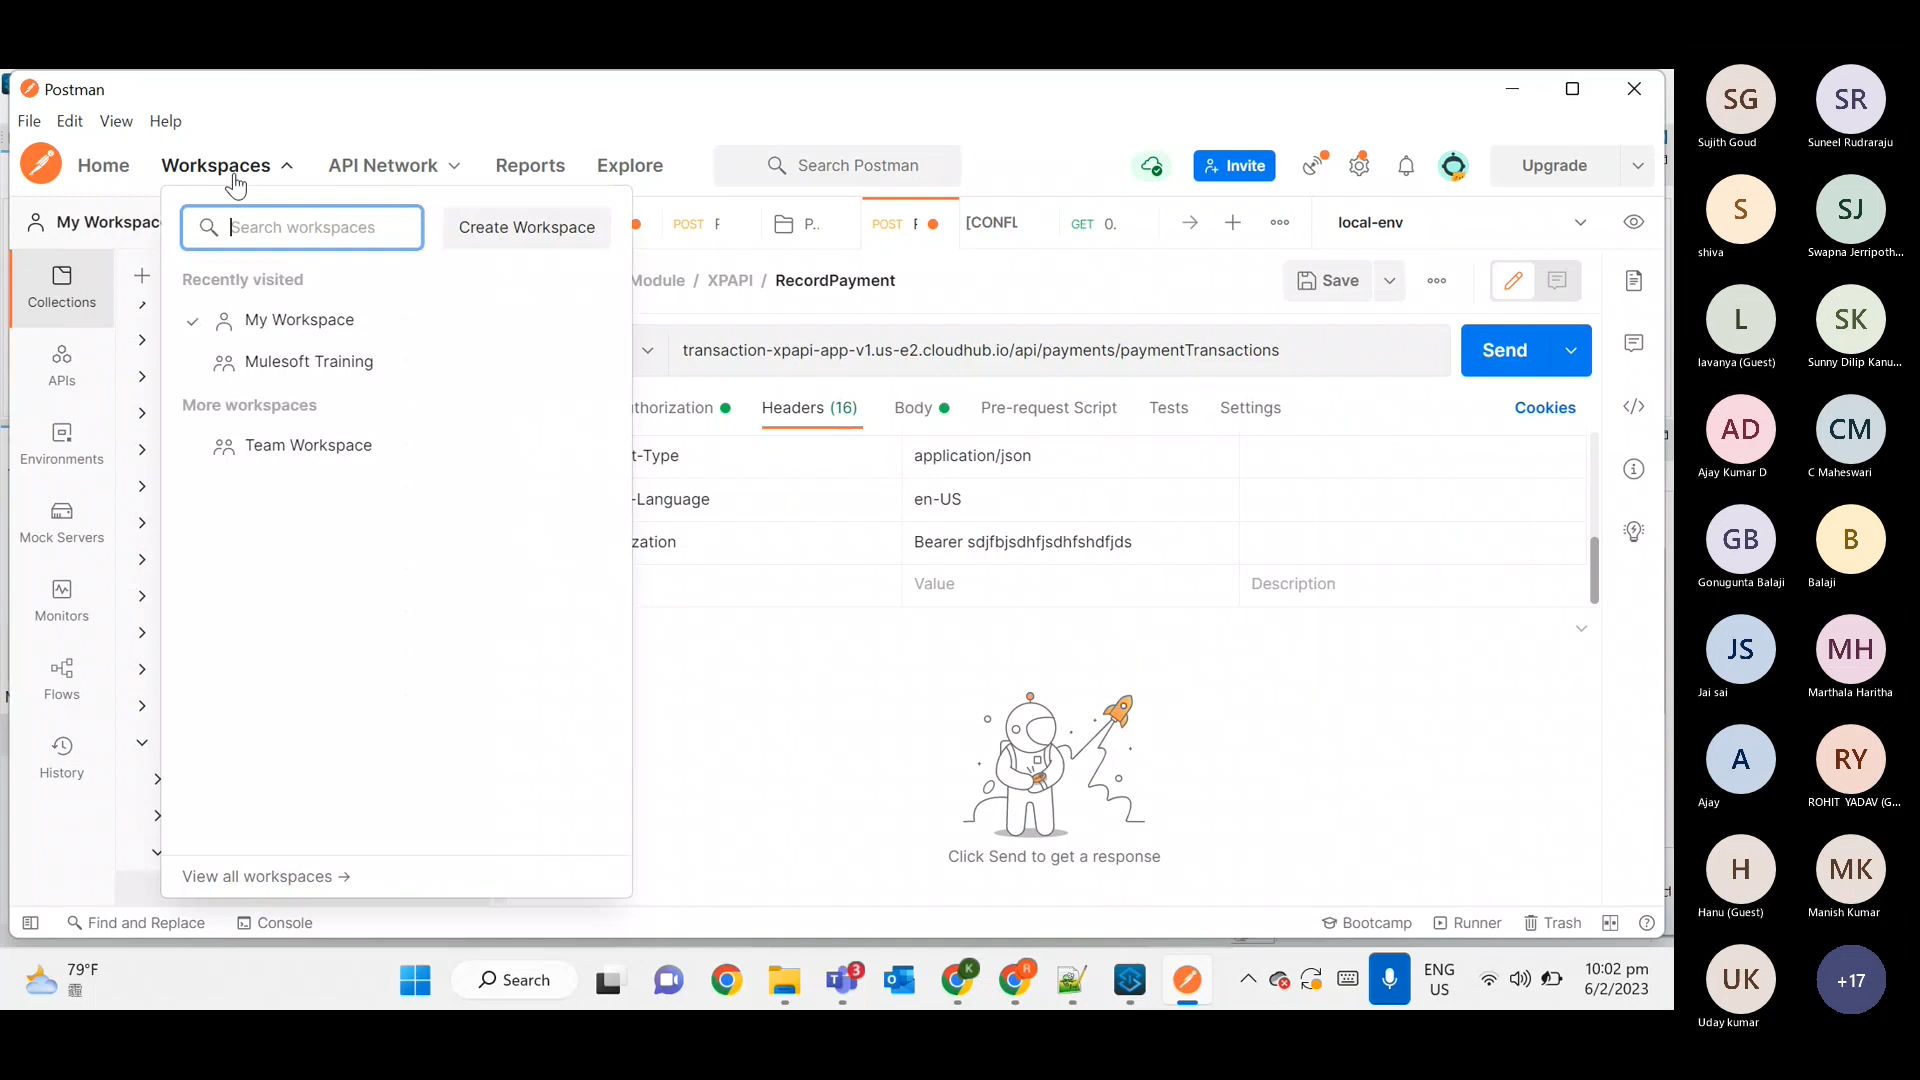 Postman
File Edit View Help
Home Workspaces API Network Reports Explore Search Postman Invite Upgrade
My Workspac POST P.. POST [CONFL GET 0. local-env
Search workspaces Create Workspace
Recently visited
My Workspace
Mulesoft Training
More workspaces
Team Workspace
View all workspaces →
Collections
APIs
Environments
Mock Servers
Monitors
Flows
History
Module / XPAPI / RecordPayment Save
transaction-xpapi-app-v1.us-e2.cloudhub.io/api/payments/paymentTransactions Send
thorization Headers (16) Body Pre-request Script Tests Settings Cookies
t-Type application/json
-Language en-US
zation Bearer sdjfbjsdhfjsdhfshdfjds
Value Description
Click Send to get a response
Find and Replace Console Bootcamp Runner Trash
79°F Search 3 K R ENG US 10:02 pm 6/2/2023
SG SR
Sujith Goud Suneel Rudraraju
S SJ
shiva Swapna Jerripoth...
L SK
lavanya (Guest) Sunny Dilip Kanu...
AD CM
Ajay Kumar D C Maheswari
GB B
Gonugunta Balaji Balaji
JS MH
Jai sai Marthala Haritha
A RY
Ajay ROHIT YADAV (G...
H MK
Hanu (Guest) Manish Kumar
UK +17
Uday kumar